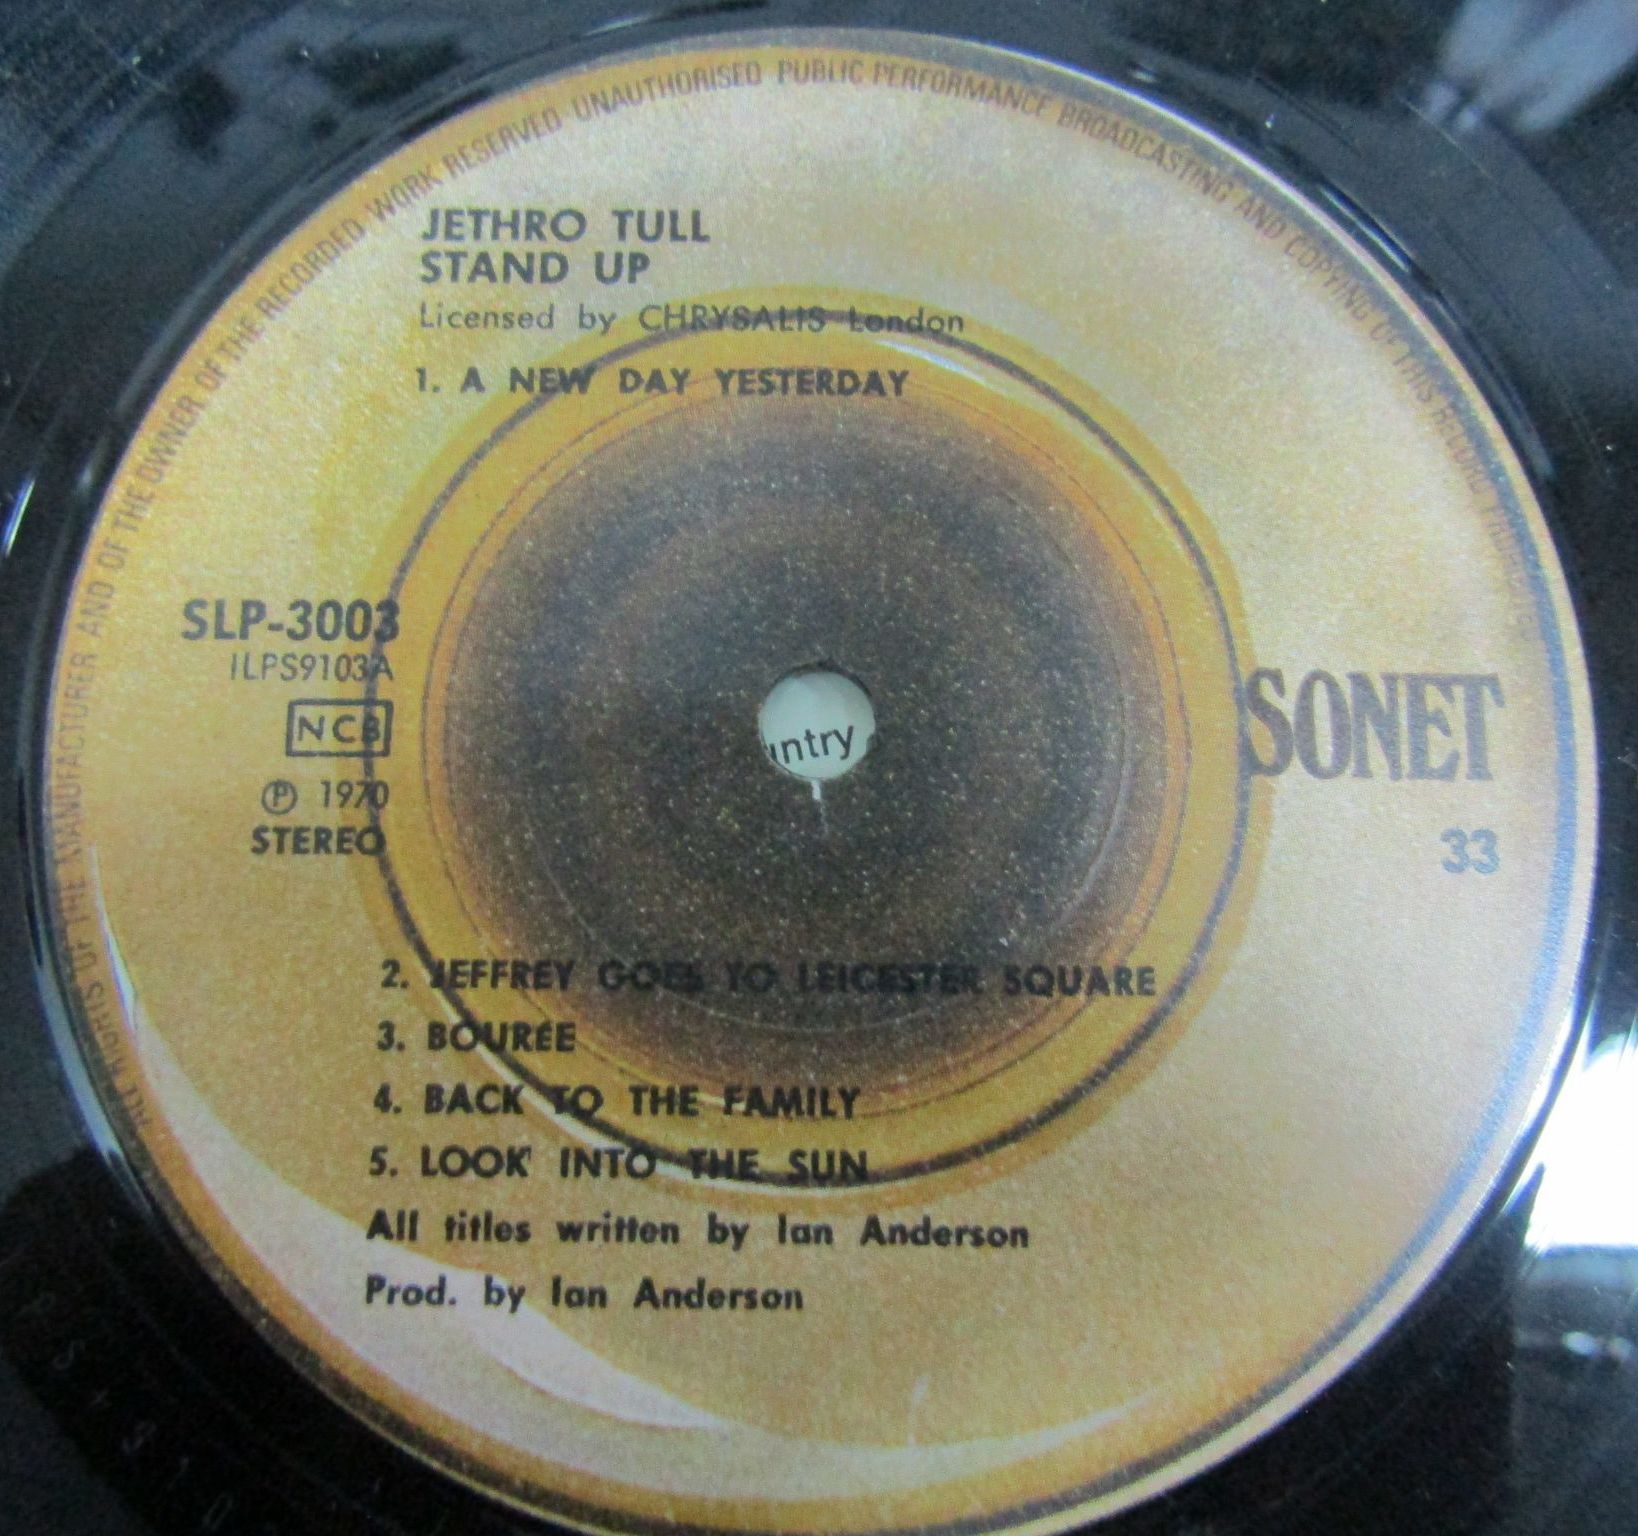 ALL RIGHTS OF THE MANUFACTURER AND OF THE OWNER OF THE RECORDED WORK RESERVED UNAUTHORISED PUBLIC PERFORMANCE BROADCASTING AND COPYING OF THIS RECORD PROHIBITED
JETHRO TULL
STAND UP
Licensed by CHRYSALIS London
1. A NEW DAY YESTERDAY
SLP-3003
ILPS9103A
NCB
Ⓟ 1970
STEREO
untry
SONET
33
2. JEFFREY GOES TO LEICESTER SQUARE
3. BOURÉE
4. BACK TO THE FAMILY
5. LOOK INTO THE SUN
All titles written by Ian Anderson
Prod. by Ian Anderson